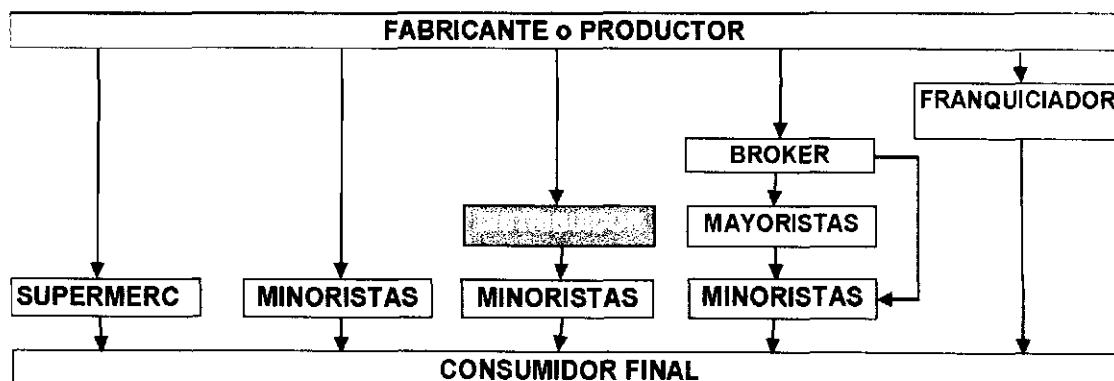 FABRICANTE o PRODUCTOR
FRANQUICIADOR
BROKER
MAYORISTAS
SUPERMERC
MINORISTAS
MINORISTAS
MINORISTAS
CONSUMIDOR FINAL